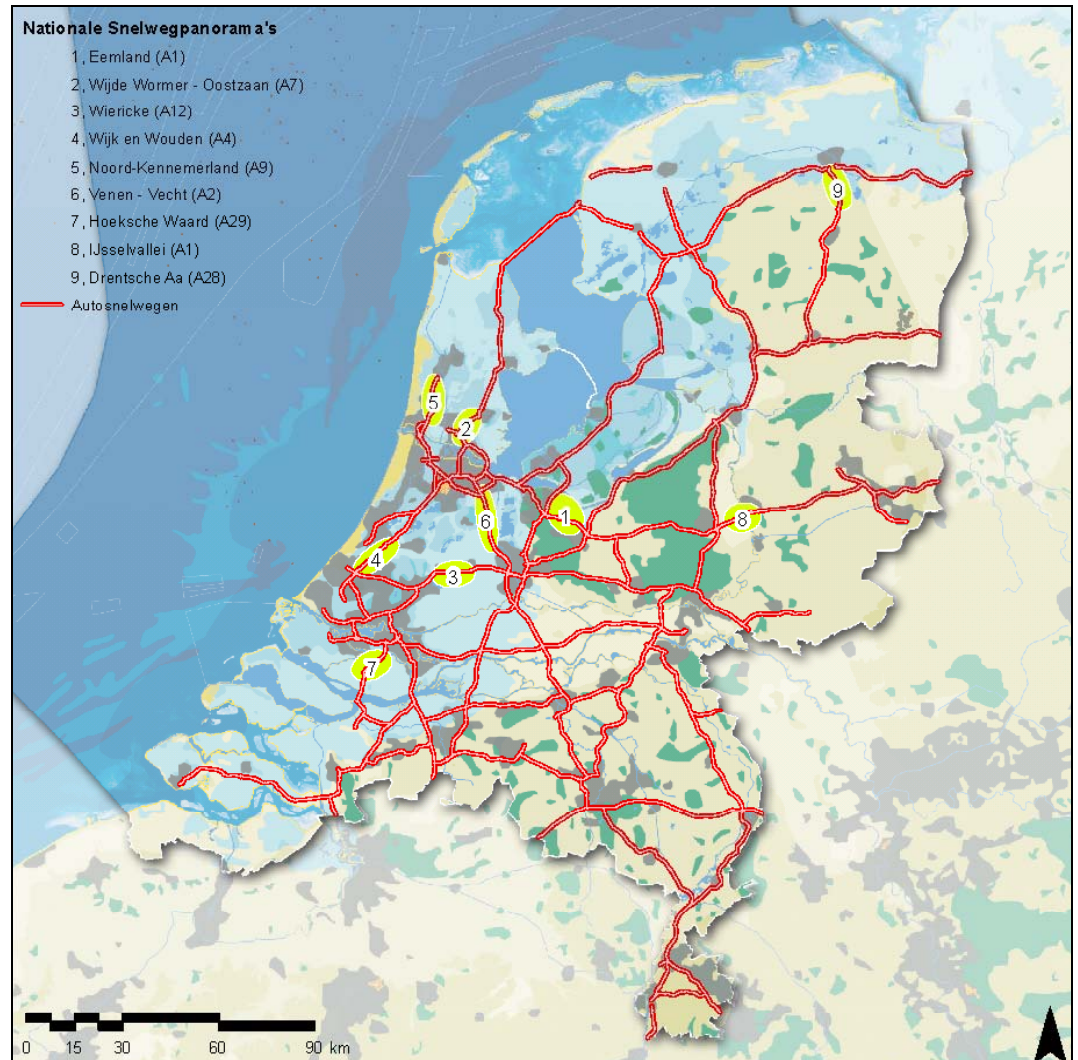 Nationale Snelwegpanorama's
1, Eemland (A1)
2, Wijde Wormer - Oostzaan (A7)
3, Wiericke (A12)
4, Wijk en Wouden (A4)
5, Noord-Kennemerland (A9)
6, Venen - Vecht (A2)
7, Hoeksche Waard (A29)
8, IJsselvallei (A1)
9, Drentsche Aa (A28)
Autosnelwegen
9
5
2
6
1
8
4
3
7
0 15 30 60 90 km